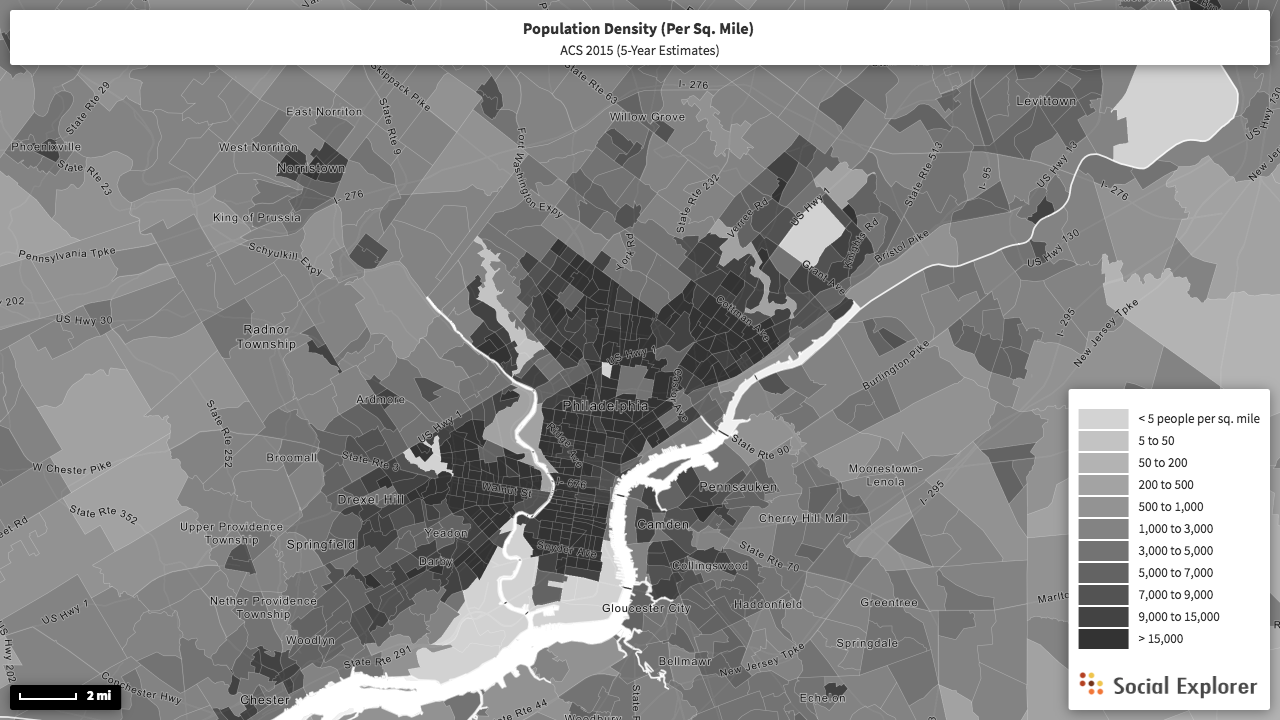 Population Density (Per Sq. Mile)
ACS 2015 (5-Year Estimates)
State Rte 29
Skippack Pike
State Rte 63
I- 276
Levittown
US Hwy 130
East Norriton
State Rte 9
Willow Grove
Phoenixville
West Norriton
Norristown
Fort Washington Expy
State Rte 513
US Hwy 13
State Rte 23
I- 276
State Rte 232
I- 95
I- 276
New Jer
King of Prussia
Verree Rd
US Hwy 1
Knights Rd
Pennsylvania Tpke
Schuylkill Expy
York Rd
Grant Ave
Bristol Pike
US Hwy 130
202
US Hwy 30
Radnor
Township
Cottman Ave
I- 295
New Jersey Tpke
US Hwy 1
Burlington Pike
Ardmore
Philadelphia
State Rte 252
US Hwy 1
Ridge Ave
W Chester Pike
Broomall
State Rte 3
State Rte 90
Moorestown-
Lenola
Drexel Hill
Walnut St
I- 676
Pennsauken
I- 295
State Rte 352
Upper Providence
Township
Springfield
Yeadon
Camden
Cherry Hill Mall
Darby
Snyder Ave
Collingswood
State Rte 70
US Hwy 1
Nether Providence
Township
Gloucester City
Haddonfield
Greentree
Marlt
Woodlyn
State Rte 291
Springdale
US Hwy 202
Bellmawr
New Jersey Tpke
Conchester Hwy
Chester
State Rte 44
State R
Echelon
Woodbury
2 mi
< 5 people per sq. mile
5 to 50
50 to 200
200 to 500
500 to 1,000
1,000 to 3,000
3,000 to 5,000
5,000 to 7,000
7,000 to 9,000
9,000 to 15,000
> 15,000
Social Explorer